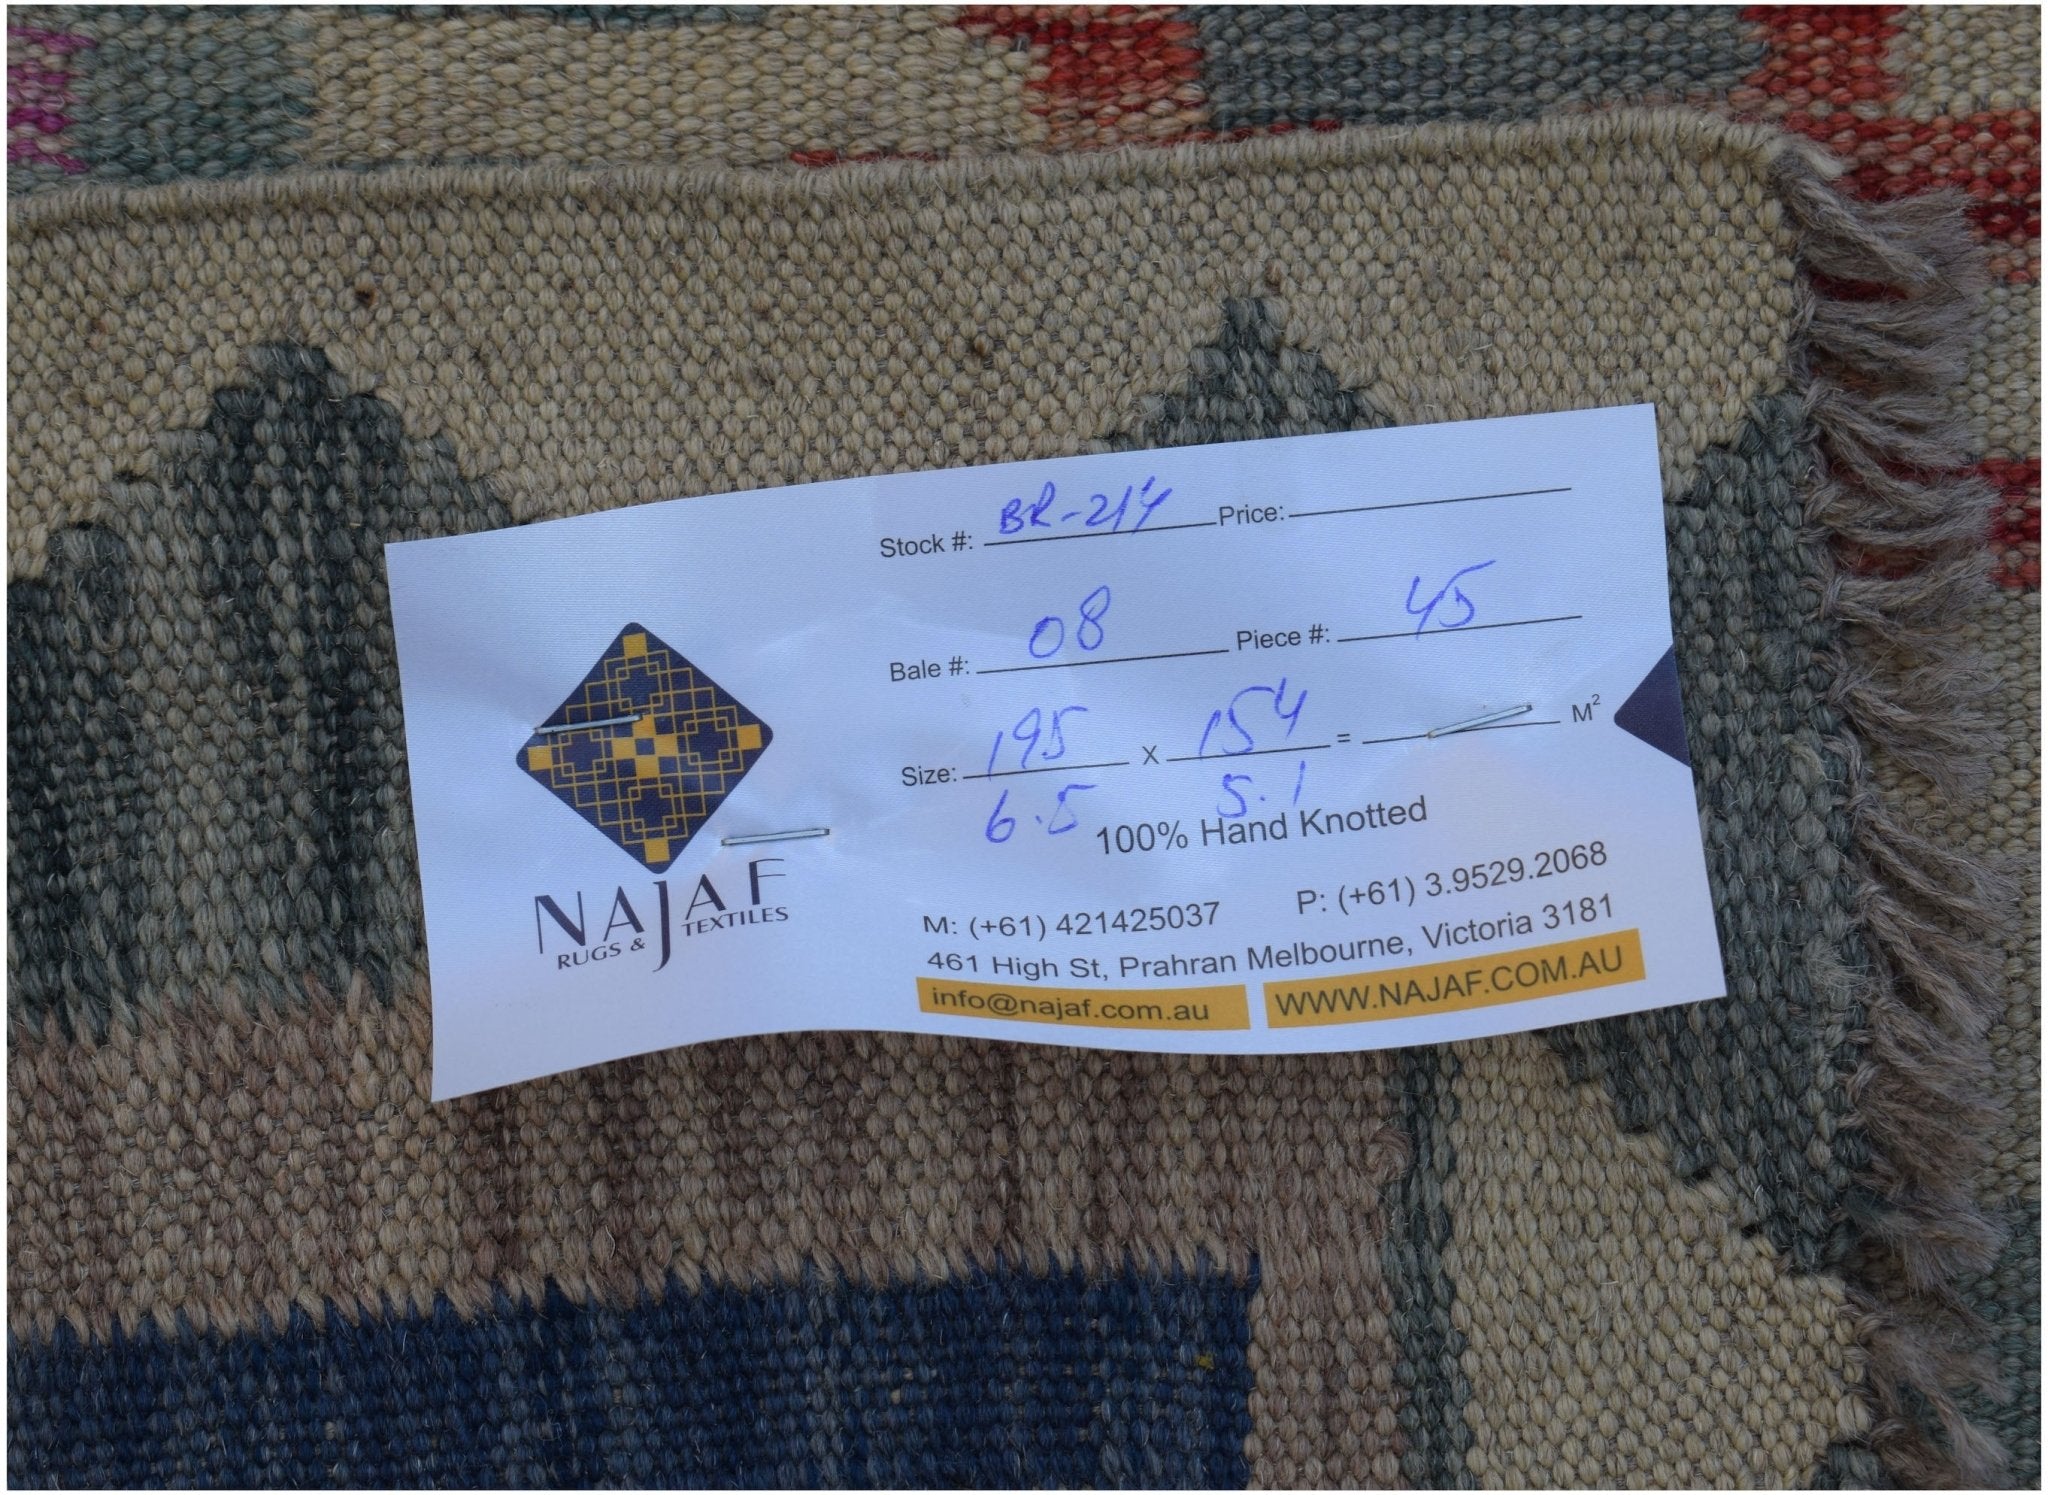 Stock #: BR-214 Price:
Bale #: 08 Piece #: 45
Size: 195 X 154 = M²
6.5 5.1
100% Hand Knotted
NAJAF
RUGS & TEXTILES
M: (+61) 421425037 P: (+61) 3.9529.2068
461 High St, Prahran Melbourne, Victoria 3181
info@najaf.com.au WWW.NAJAF.COM.AU